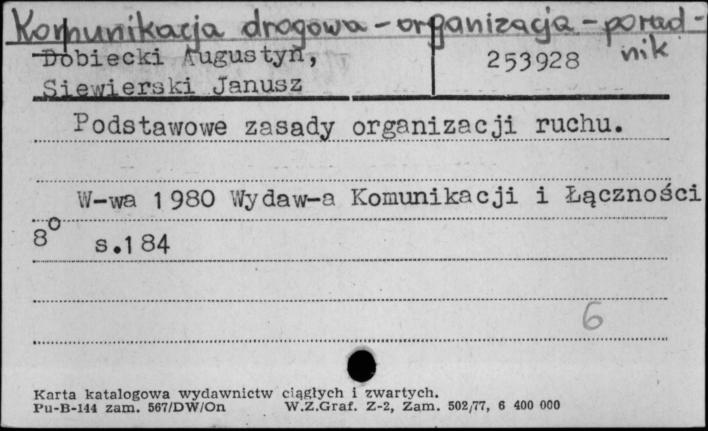 Komunikacja drogowa – organizacja – porad-
nik
Dobiecki Augustyn, 253928
Siewierski Janusz
Podstawowe zasady organizacji ruchu.
W-wa 1980 Wydaw-a Komunikacji i Łączności
8° s.184
6
Karta katalogowa wydawnictw ciągłych i zwartych.
Pu-B-144 zam. 567/DW/On W.Z.Graf. Z-2, Zam. 502/77, 6 400 000